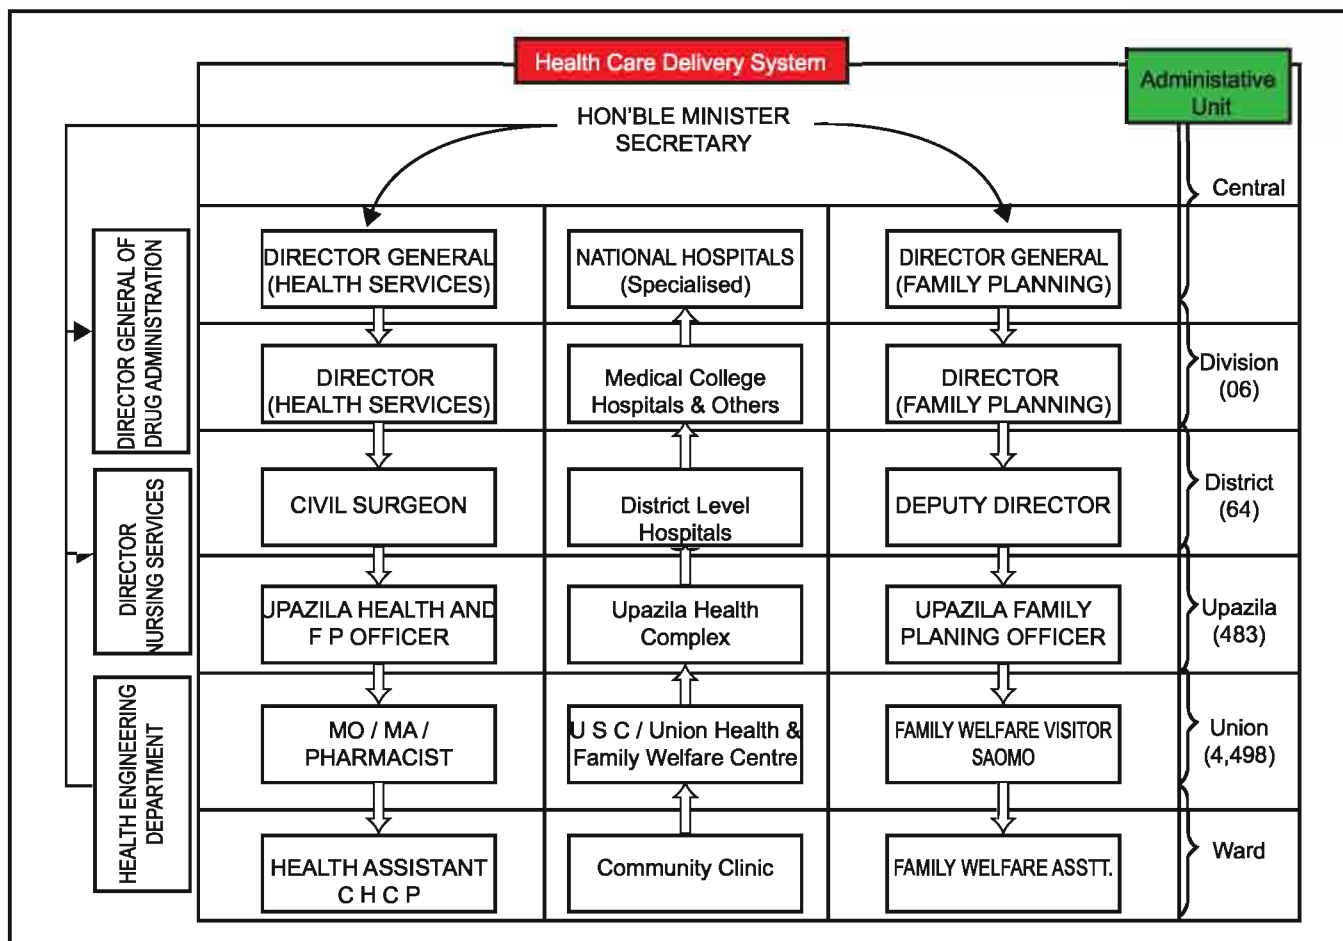 Health Care Delivery System
Administative
Unit
HON'BLE MINISTER
SECRETARY
Central
DIRECTOR GENERAL OF
DRUG ADMINISTRATION
DIRECTOR
NURSING SERVICES
HEALTH ENGINEERING
DEPARTMENT
DIRECTOR GENERAL
(HEALTH SERVICES)
NATIONAL HOSPITALS
(Specialised)
DIRECTOR GENERAL
(FAMILY PLANNING)
DIRECTOR
(HEALTH SERVICES)
Medical College
Hospitals & Others
DIRECTOR
(FAMILY PLANNING)
Division
(06)
CIVIL SURGEON
District Level
Hospitals
DEPUTY DIRECTOR
District
(64)
UPAZILA HEALTH AND
F P OFFICER
Upazila Health
Complex
UPAZILA FAMILY
PLANING OFFICER
Upazila
(483)
MO / MA /
PHARMACIST
U S C / Union Health &
Family Welfare Centre
FAMILY WELFARE VISITOR
SAOMO
Union
(4,498)
HEALTH ASSISTANT
C H C P
Community Clinic
FAMILY WELFARE ASSTT.
Ward